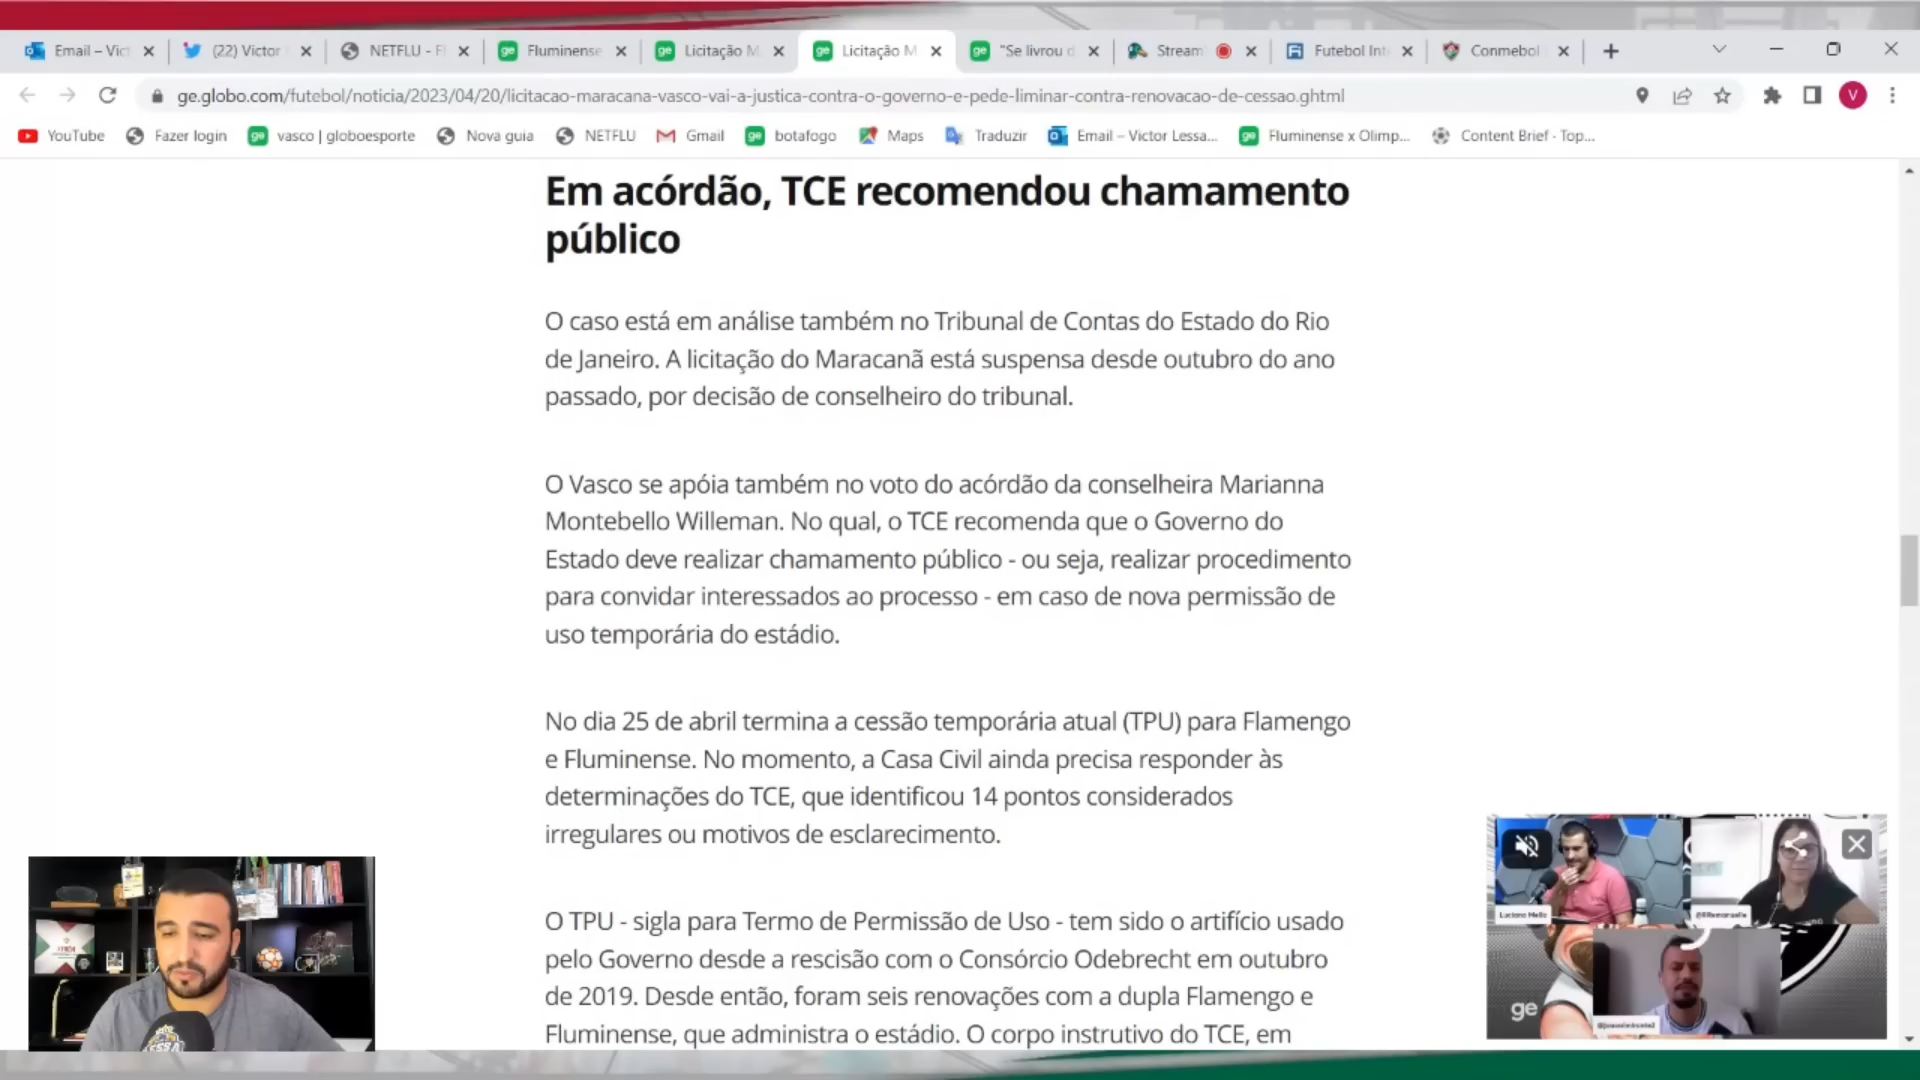 Email – Vic
(22) Victor
NETFLU - F
Fluminense
Licitação M
Licitação M
"Se livrou d
Stream
Futebol Int
Conmebol
ge.globo.com/futebol/noticia/2023/04/20/licitacao-maracana-vasco-vai-a-justica-contra-o-governo-e-pede-liminar-contra-renovacao-de-cessao.ghtml
V
YouTube
Fazer login
vasco | globoesporte
Nova guia
NETFLU
Gmail
botafogo
Maps
Traduzir
Email – Victor Lessa...
Fluminense x Olimp...
Content Brief - Top...
Em acórdão, TCE recomendou chamamento
público
O caso está em análise também no Tribunal de Contas do Estado do Rio
de Janeiro. A licitação do Maracanã está suspensa desde outubro do ano
passado, por decisão de conselheiro do tribunal.
O Vasco se apóia também no voto do acórdão da conselheira Marianna
Montebello Willeman. No qual, o TCE recomenda que o Governo do
Estado deve realizar chamamento público - ou seja, realizar procedimento
para convidar interessados ao processo - em caso de nova permissão de
uso temporária do estádio.
No dia 25 de abril termina a cessão temporária atual (TPU) para Flamengo
e Fluminense. No momento, a Casa Civil ainda precisa responder às
determinações do TCE, que identificou 14 pontos considerados
irregulares ou motivos de esclarecimento.
O TPU - sigla para Termo de Permissão de Uso - tem sido o artifício usado
pelo Governo desde a rescisão com o Consórcio Odebrecht em outubro
de 2019. Desde então, foram seis renovações com a dupla Flamengo e
Fluminense, que administra o estádio. O corpo instrutivo do TCE, em
Luciano Mello
ge